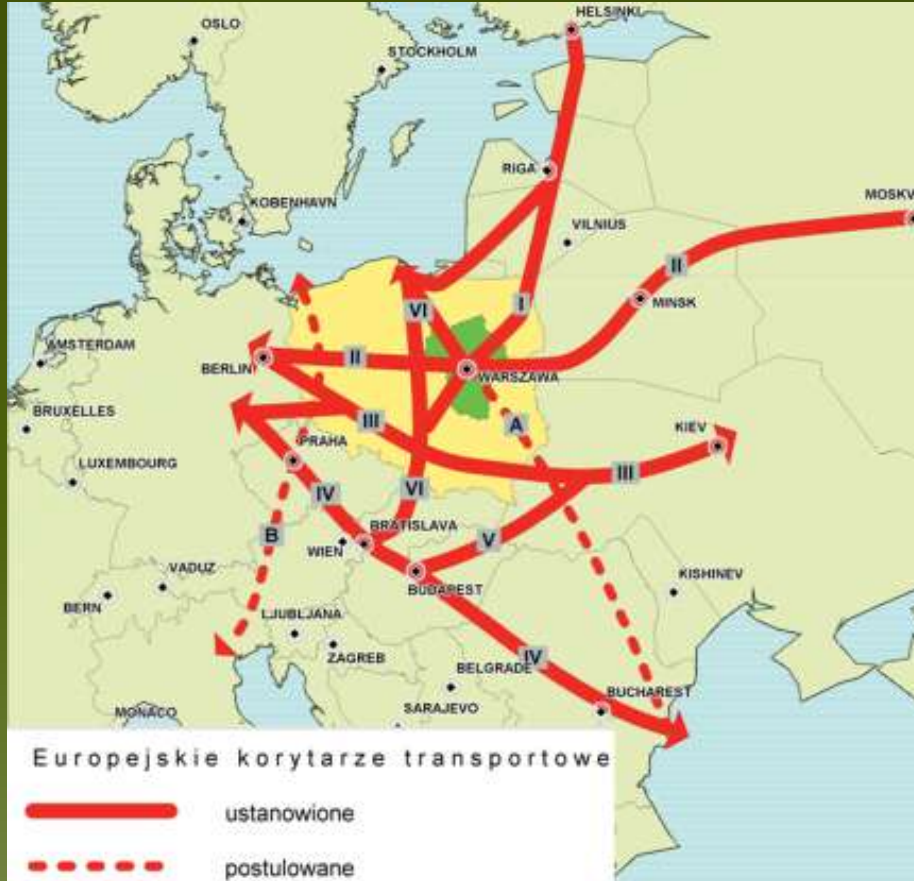 HELSINKI
OSLO
STOCKHOLM
RIGA
MOSKV
KOBENHAVN
VILNIUS
II
MINSK
VI
I
AMSTERDAM
BERLIN
II
WARSZAWA
BRUXELLES
III
A
KIEV
PRAHA
LUXEMBOURG
III
IV
VI
BRATISLAVA
B
WIEN
V
VADUZ
BUDAPEST
KISHINEV
BERN
LJUBLJANA
ZAGREB
IV
BELGRADE
BUCHAREST
MONACO
SARAJEVO
Europejskie korytarze transportowe
ustanowione
postulowane